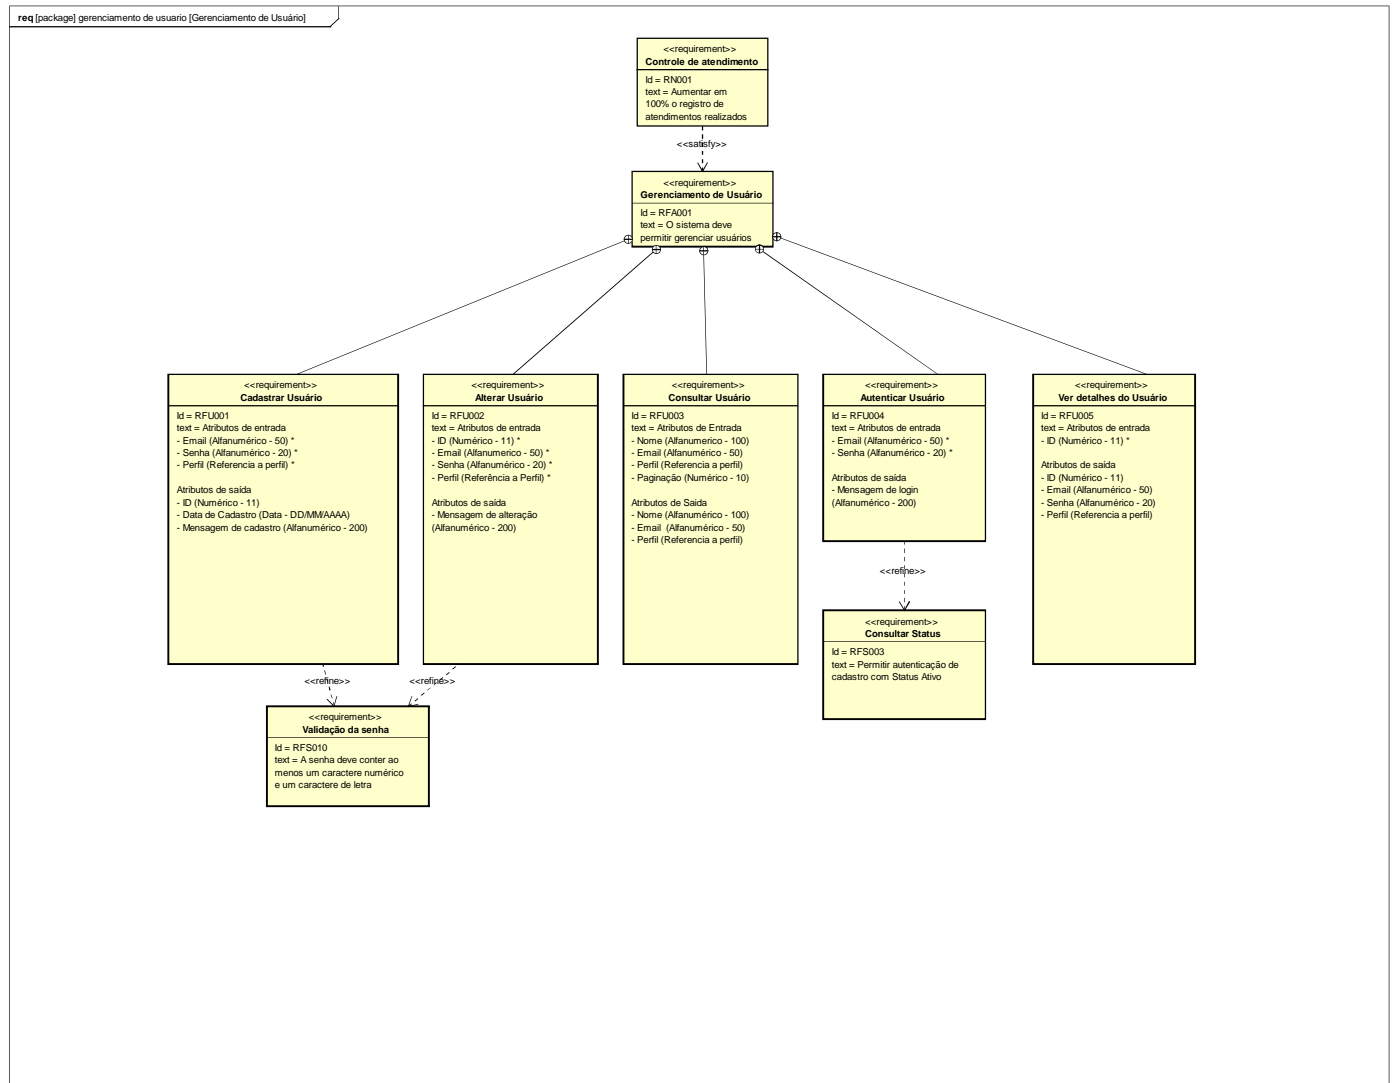 req [package] gerenciamento de usuario [Gerenciamento de Usuário]
<<requirement>>
Controle de atendimento
Id = RN001
text = Aumentar em
100% o registro de
atendimentos realizados
<<satisfy>>
<<requirement>>
Gerenciamento de Usuário
Id = RFA001
text = O sistema deve
permitir gerenciar usuários
<<requirement>>
Cadastrar Usuário
Id = RFU001
text = Atributos de entrada
- Email (Alfanumérico - 50) *
- Senha (Alfanumérico - 20) *
- Perfil (Referencia a perfil) *
Atributos de saída
- ID (Numérico - 11)
- Data de Cadastro (Data - DD/MM/AAAA)
- Mensagem de cadastro (Alfanumérico - 200)
<<requirement>>
Alterar Usuário
Id = RFU002
text = Atributos de entrada
- ID (Numérico - 11) *
- Email (Alfanumerico - 50) *
- Senha (Alfanumerico - 20) *
- Perfil (Referência a Perfil) *
Atributos de saída
- Mensagem de alteração
(Alfanumérico - 200)
<<requirement>>
Consultar Usuário
Id = RFU003
text = Atributos de Entrada
- Nome (Alfanumerico - 100)
- Email (Alfanumérico - 50)
- Perfil (Referencia a perfil)
- Paginação (Numérico - 10)
Atributos de Saida
- Nome (Alfanumérico - 100)
- Email  (Alfanumérico - 50)
- Perfil (Referencia a perfil)
<<requirement>>
Autenticar Usuário
Id = RFU004
text = Atributos de entrada
- Email (Alfanumérico - 50) *
- Senha (Alfanumérico - 20) *
Atributos de saída
- Mensagem de login
(Alfanumérico - 200)
<<requirement>>
Ver detalhes do Usuário
Id = RFU005
text = Atributos de entrada
- ID (Numérico - 11) *
Atributos de saída
- ID (Numérico - 11)
- Email (Alfanumérico - 50)
- Senha (Alfanumérico - 20)
- Perfil (Referencia a perfil)
<<refine>>
<<requirement>>
Consultar Status
Id = RFS003
text = Permitir autenticação de
cadastro com Status Ativo
<<refine>>
<<refine>>
<<requirement>>
Validação da senha
Id = RFS010
text = A senha deve conter ao
menos um caractere numérico
e um caractere de letra